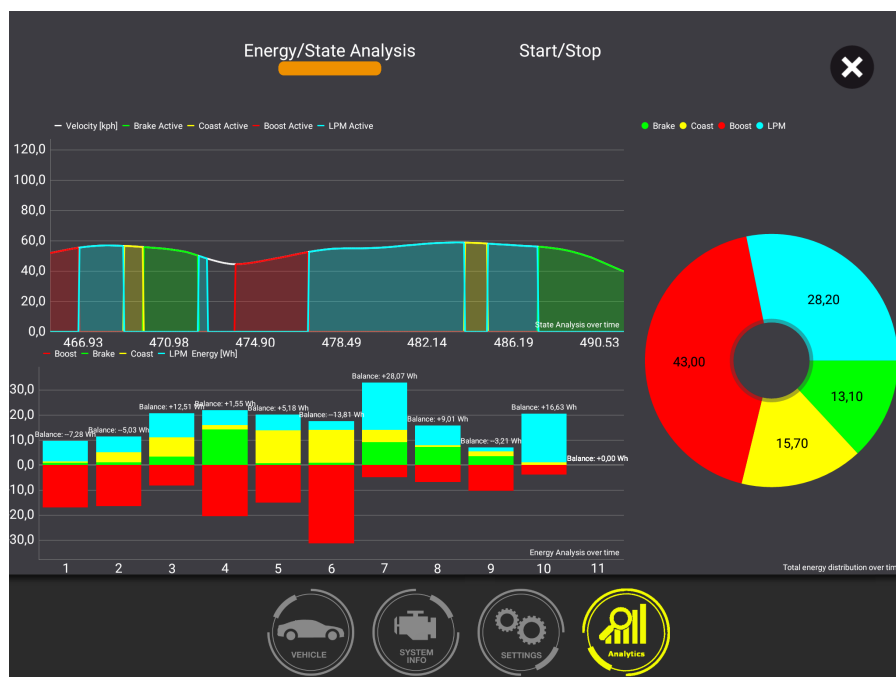 Energy/State Analysis
Start/Stop
Velocity [kph] Brake Active Coast Active Boost Active LPM Active
Brake Coast Boost LPM
120,0
100,0
80,0
60,0
40,0
20,0
0,0
State Analysis over time
466.93 470.98 474.90 478.49 482.14 486.19 490.53
28,20
43,00
13,10
15,70
Boost Brake Coast LPM Energy [Wh]
30,0
20,0
10,0
0,0
10,0
20,0
30,0
Balance: −7,28 Wh
Balance: −5,03 Wh
Balance: +12,51 Wh
Balance: +1,55 Wh
Balance: +5,18 Wh
Balance: −13,81 Wh
Balance: +28,07 Wh
Balance: +9,01 Wh
Balance: −3,21 Wh
Balance: +16,63 Wh
Balance: +0,00 Wh
Energy Analysis over time
1 2 3 4 5 6 7 8 9 10 11
Total energy distribution over tim
VEHICLE
SYSTEM
INFO
SETTINGS
Analytics